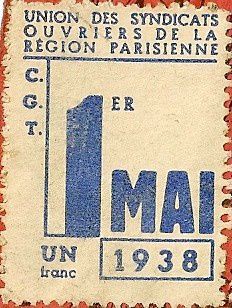 UNION DES SYNDICATS
OUVRIERS DE LA
RÉGION PARISIENNE
C.
G.
T.
1ER
MAI
UN
franc
1938